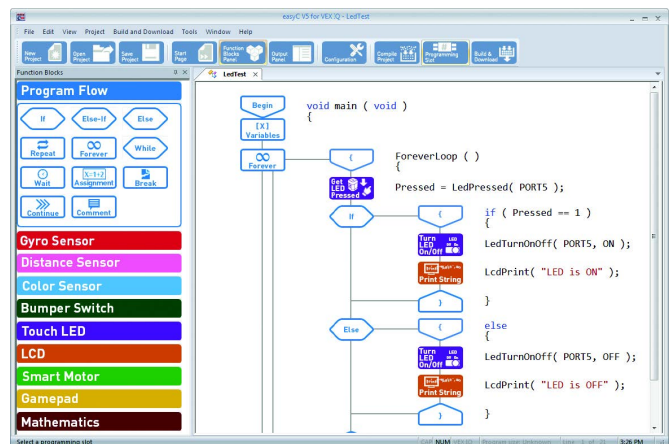 easyC V5 for VEX IQ - LedTest
File Edit View Project Build and Download Tools Window Help
New Project
Open Project
Save Project
Start Page
Function Blocks Panel
Output Panel
Configuration
Compile Project
Programming Slot
Build & Download
Function Blocks
LedTest
Program Flow
If Else-If Else
Repeat Forever While
Wait X=1+2 Assignment Break
Continue Comment
Gyro Sensor
Distance Sensor
Color Sensor
Bumper Switch
Touch LED
LCD
Smart Motor
Gamepad
Mathematics
Begin void main ( void )
{
[X] Variables
Forever { ForeverLoop ( )
Get LED Pressed Pressed = LedPressed( PORT5 );
If { if ( Pressed == 1 )
{
Turn LED On/Off LedTurnOnOff( PORT5, ON );
Print String LcdPrint( "LED is ON" );
} }
Else { else
{
Turn LED On/Off LedTurnOnOff( PORT5, OFF );
Print String LcdPrint( "LED is OFF" );
} }
Select a programming slot CAP NUM VEX IQ 3:26 PM